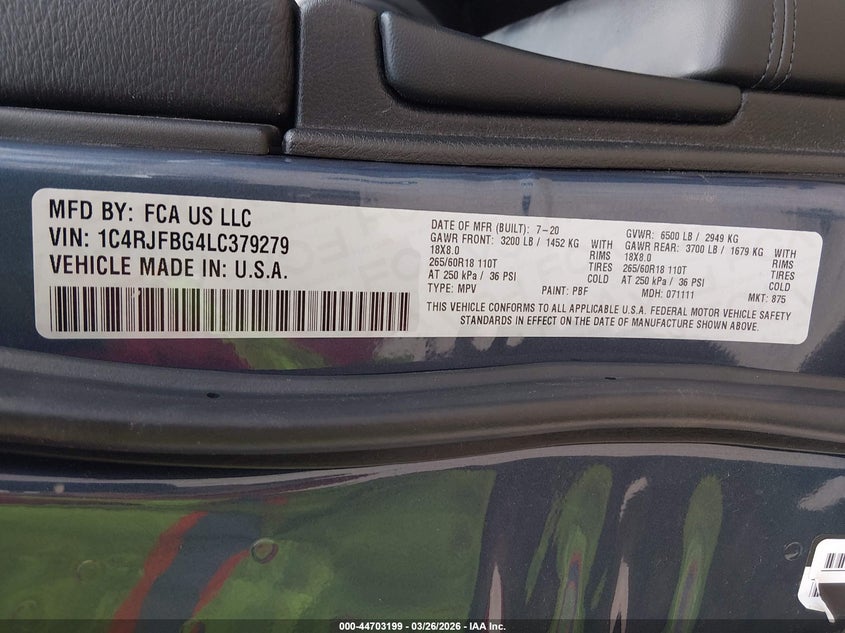 MFD BY: FCA US LLC
VIN: 1C4RJFBG4LC379279
VEHICLE MADE IN: U.S.A.
DATE OF MFR (BUILT): 7-20
GAWR FRONT: 3200 LB / 1452 KG WITH
18X8.0 RIMS
265/60R18 110T TIRES
AT 250 kPa / 36 PSI COLD
TYPE: MPV PAINT: PBF
GVWR: 6500 LB / 2949 KG
GAWR REAR: 3700 LB / 1679 KG WITH
18X8.0 RIMS
265/60R18 110T TIRES
AT 250 kPa / 36 PSI COLD
MDH: 071111 MKT: 875
THIS VEHICLE CONFORMS TO ALL APPLICABLE U.S.A. FEDERAL MOTOR VEHICLE SAFETY
STANDARDS IN EFFECT ON THE DATE OF MANUFACTURE SHOWN ABOVE.
000-44703199 - 03/26/2026 - IAA Inc.